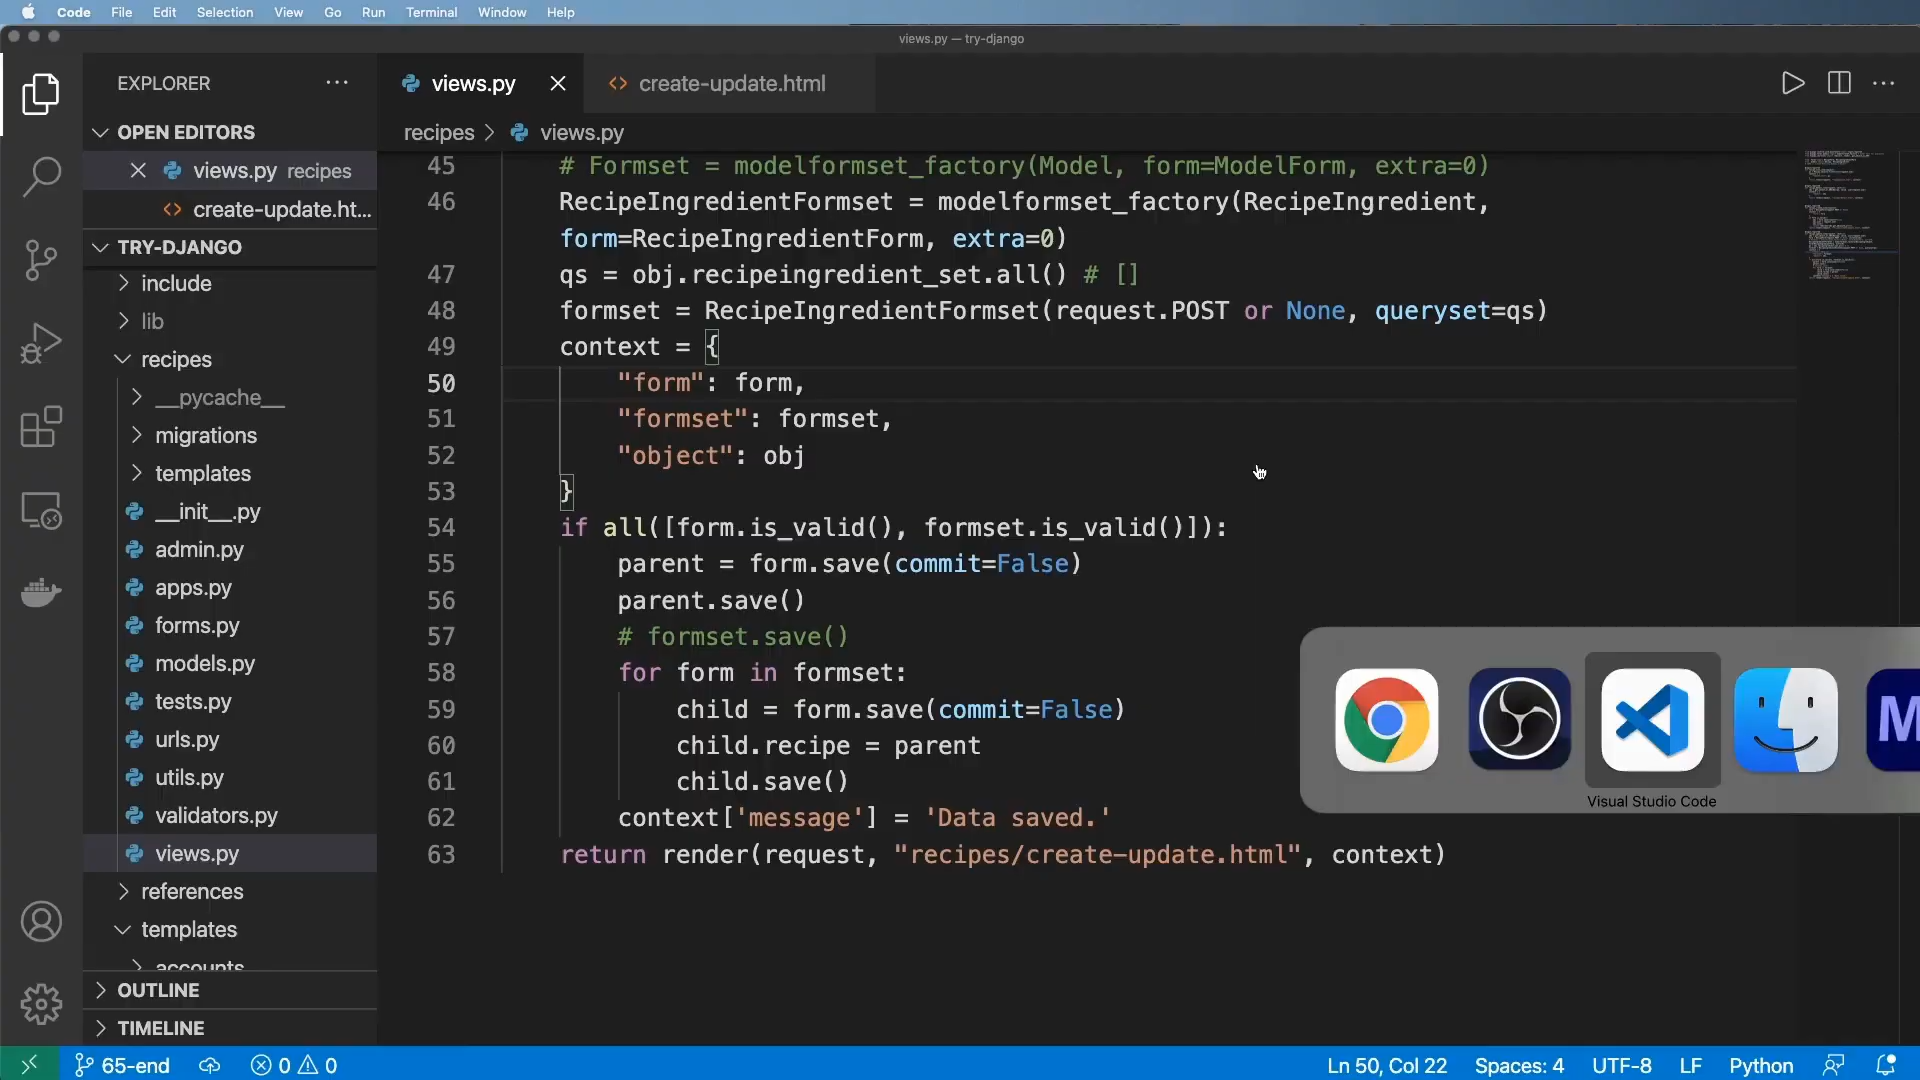 Code File Edit Selection View Go Run Terminal Window Help
views.py — try-django
EXPLORER
views.py
create-update.html
OPEN EDITORS
views.py recipes
create-update.ht...
TRY-DJANGO
include
lib
recipes
__pycache__
migrations
templates
__init__.py
admin.py
apps.py
forms.py
models.py
tests.py
urls.py
utils.py
validators.py
views.py
references
templates
accounts
OUTLINE
TIMELINE
recipes > views.py
45 # Formset = modelformset_factory(Model, form=ModelForm, extra=0)
46 RecipeIngredientFormset = modelformset_factory(RecipeIngredient,
form=RecipeIngredientForm, extra=0)
47 qs = obj.recipeingredient_set.all() # []
48 formset = RecipeIngredientFormset(request.POST or None, queryset=qs)
49 context = {
50 "form": form,
51 "formset": formset,
52 "object": obj
53 }
54 if all([form.is_valid(), formset.is_valid()]):
55 parent = form.save(commit=False)
56 parent.save()
57 # formset.save()
58 for form in formset:
59 child = form.save(commit=False)
60 child.recipe = parent
61 child.save()
62 context['message'] = 'Data saved.'
63 return render(request, "recipes/create-update.html", context)
M
Visual Studio Code
65-end 0 0 Ln 50, Col 22 Spaces: 4 UTF-8 LF Python